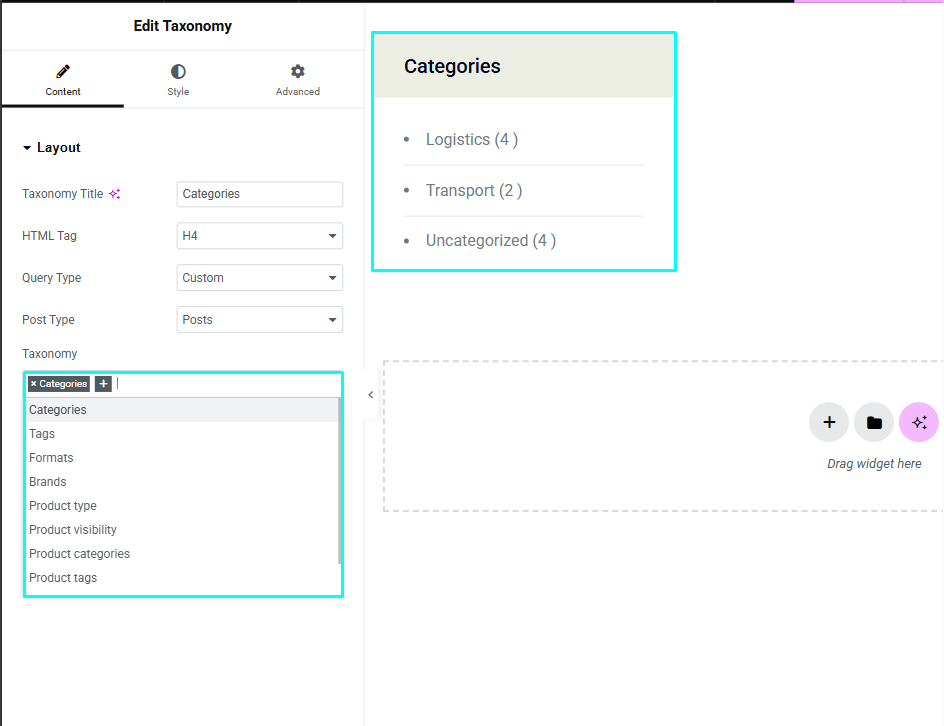 Edit Taxonomy
Content
Style
Advanced
Layout
Taxonomy Title
Categories
HTML Tag
H4
Query Type
Custom
Post Type
Posts
Taxonomy
× Categories +
Categories
Tags
Formats
Brands
Product type
Product visibility
Product categories
Product tags
Categories
Logistics (4 )
Transport (2 )
Uncategorized (4 )
Drag widget here